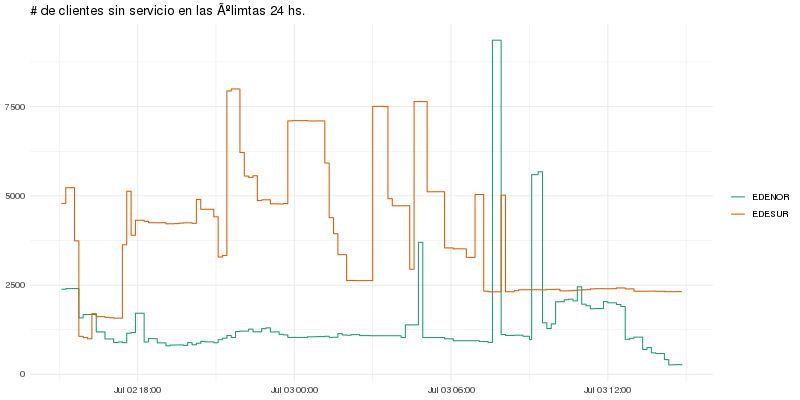 # de clientes sin servicio en las Ãºlimtas 24 hs.
7500
5000
2500
0
Jul 02 18:00
Jul 03 00:00
Jul 03 06:00
Jul 03 12:00
EDENOR
EDESUR